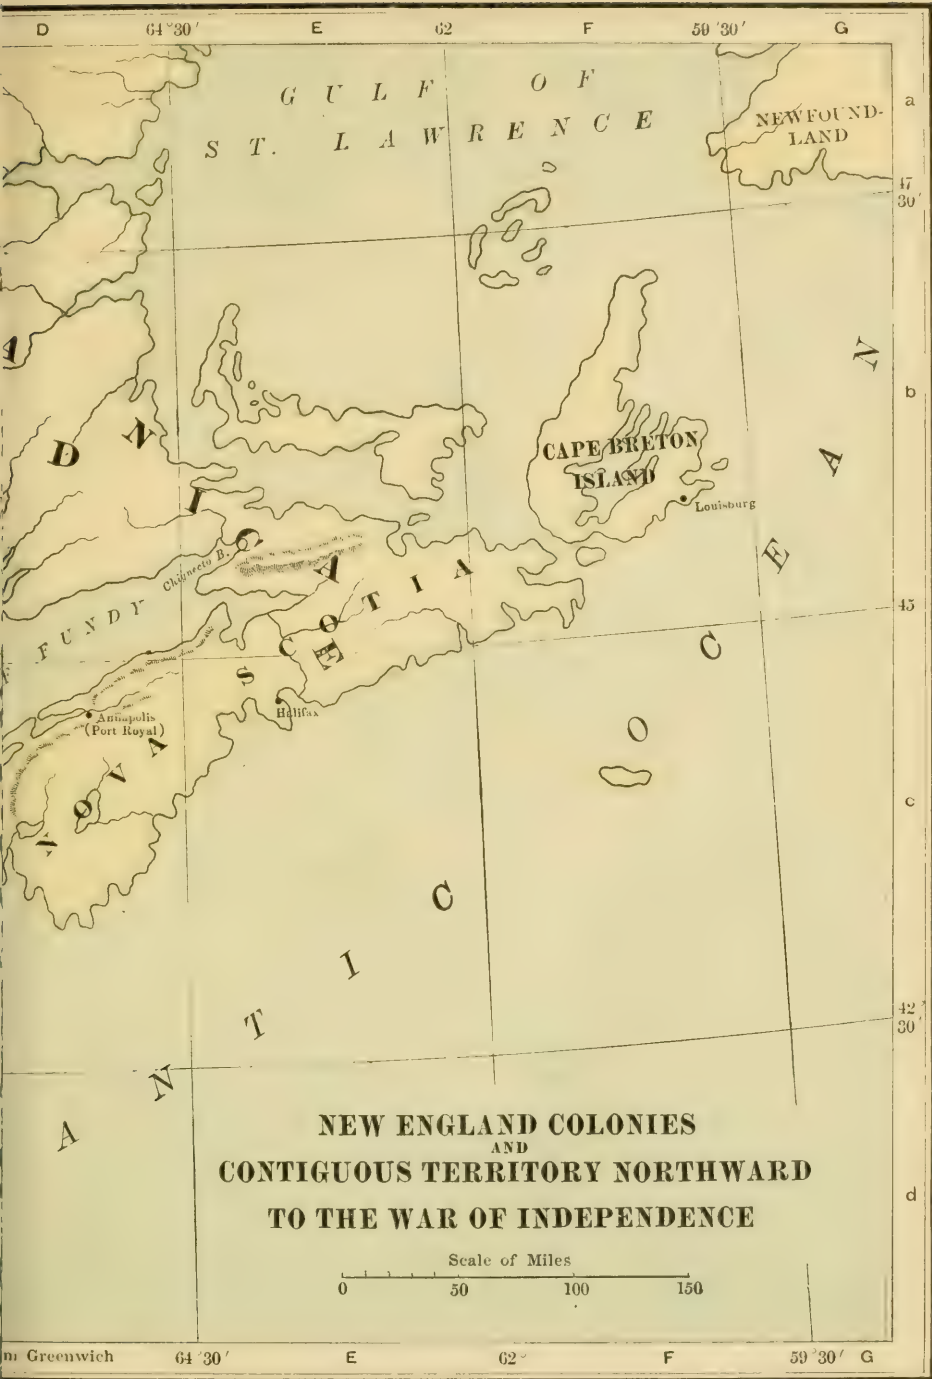 D 64°30′ E 62 F 59°30′ G
GULF OF
ST. LAWRENCE
a
NEWFOUND-
LAND
47
30′
A
D N I C A E
b
CAPE BRETON
ISLAND
Louisburg
Chignecto B.
FUNDY
45
NOVA SCOTIA
Halifax
Annapolis
(Port Royal)
c
ANTIC OCEAN
42
30′
NEW ENGLAND COLONIES
AND
CONTIGUOUS TERRITORY NORTHWARD
TO THE WAR OF INDEPENDENCE
d
Scale of Miles
0 50 100 150
m Greenwich 64°30′ E 62° F 59°30′ G